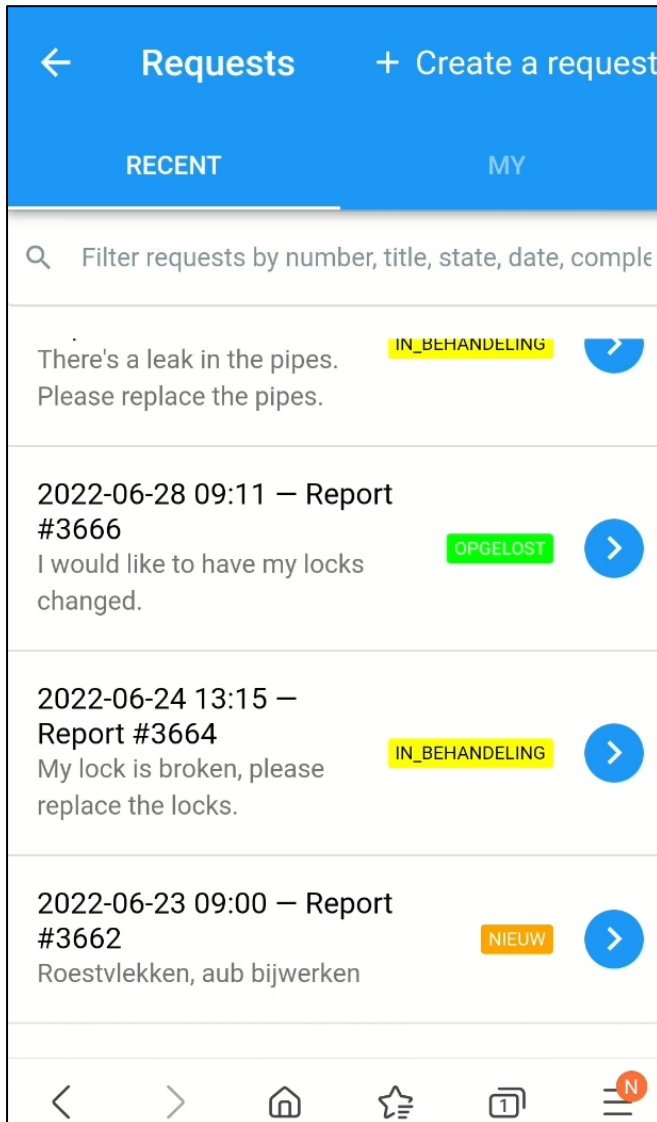 Requests + Create a request
RECENT MY
Filter requests by number, title, state, date, comple
There's a leak in the pipes.
Please replace the pipes.
IN_BEHANDELING
2022-06-28 09:11 — Report
#3666
I would like to have my locks
changed.
OPGELOST
2022-06-24 13:15 —
Report #3664
My lock is broken, please
replace the locks.
IN_BEHANDELING
2022-06-23 09:00 — Report
#3662
Roestvlekken, aub bijwerken
NIEUW
1
N